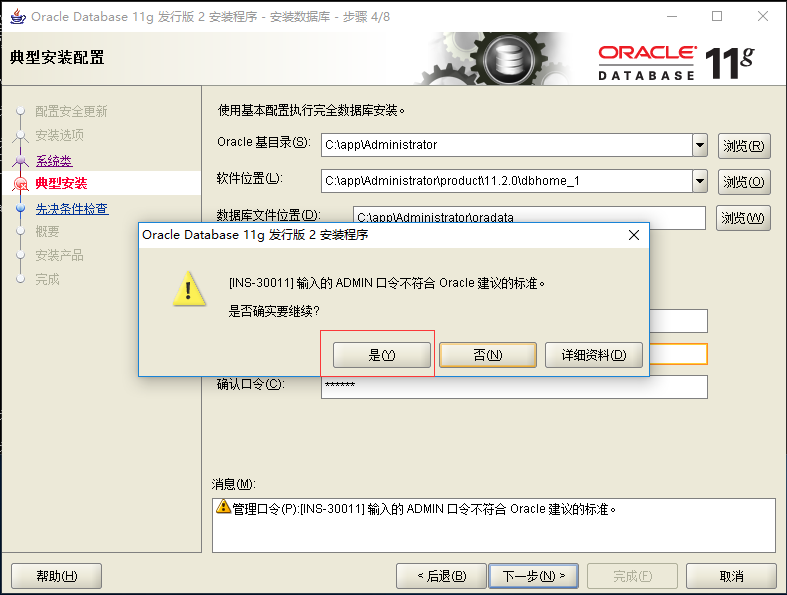 Oracle Database 11g 发行版 2 安装程序 - 安装数据库 - 步骤 4/8
典型安装配置
ORACLE
DATABASE 11g
配置安全更新
安装选项
系统类
典型安装
先决条件检查
概要
安装产品
完成
使用基本配置执行完全数据库安装。
Oracle 基目录(S): C:\app\Administrator 浏览(R)
软件位置(L): C:\app\Administrator\product\11.2.0\dbhome_1 浏览(O)
数据库文件位置(D): C:\app\Administrator\oradata 浏览(W)
Oracle Database 11g 发行版 2 安装程序
[INS-30011] 输入的 ADMIN 口令不符合 Oracle 建议的标准。
是否确实要继续?
是(Y) 否(N) 详细资料(D)
确认口令(C): ******
消息(M):
管理口令(P):[INS-30011] 输入的 ADMIN 口令不符合 Oracle 建议的标准。
帮助(H) < 后退(B) 下一步(N) > 完成(F) 取消